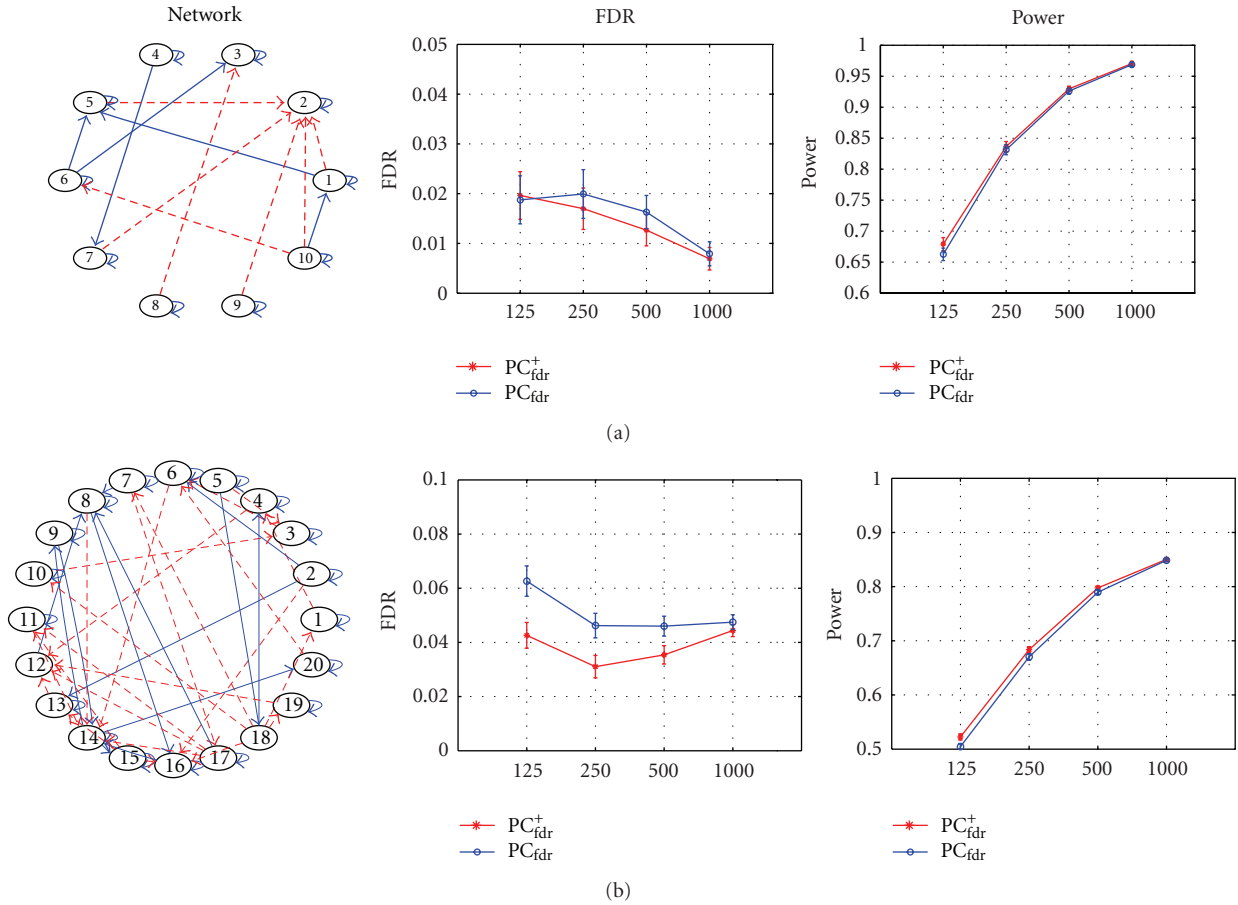 Network
FDR
Power
4
3
5
2
6
1
7
10
8
9
0.05
0.04
0.03
0.02
0.01
0
FDR
125 250 500 1000
1
0.95
0.9
0.85
0.8
0.75
0.7
0.65
0.6
Power
125 250 500 1000
PC+fdr
PCfdr
PC+fdr
PCfdr
(a)
6
7
5
8
4
9
3
10
2
11
1
12
20
13
19
14
18
15
16
17
0.1
0.08
0.06
0.04
0.02
0
FDR
125 250 500 1000
1
0.9
0.8
0.7
0.6
0.5
Power
125 250 500 1000
PC+fdr
PCfdr
PC+fdr
PCfdr
(b)